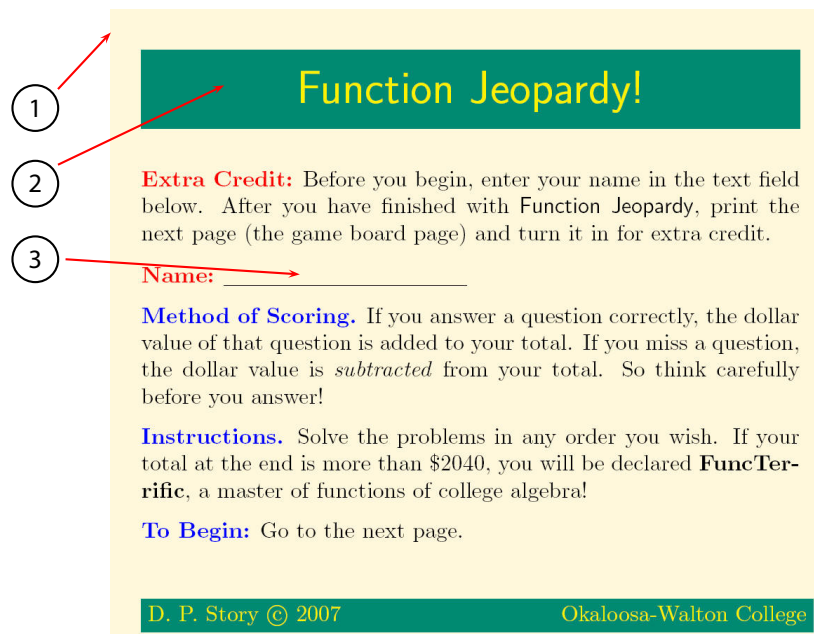 Function Jeopardy!
1
2
Extra Credit: Before you begin, enter your name in the text field
below. After you have finished with Function Jeopardy, print the
next page (the game board page) and turn it in for extra credit.
3
Name:
Method of Scoring. If you answer a question correctly, the dollar
value of that question is added to your total. If you miss a question,
the dollar value is subtracted from your total. So think carefully
before you answer!
Instructions. Solve the problems in any order you wish. If your
total at the end is more than $2040, you will be declared FuncTer-
rific, a master of functions of college algebra!
To Begin: Go to the next page.
D. P. Story © 2007 Okaloosa-Walton College